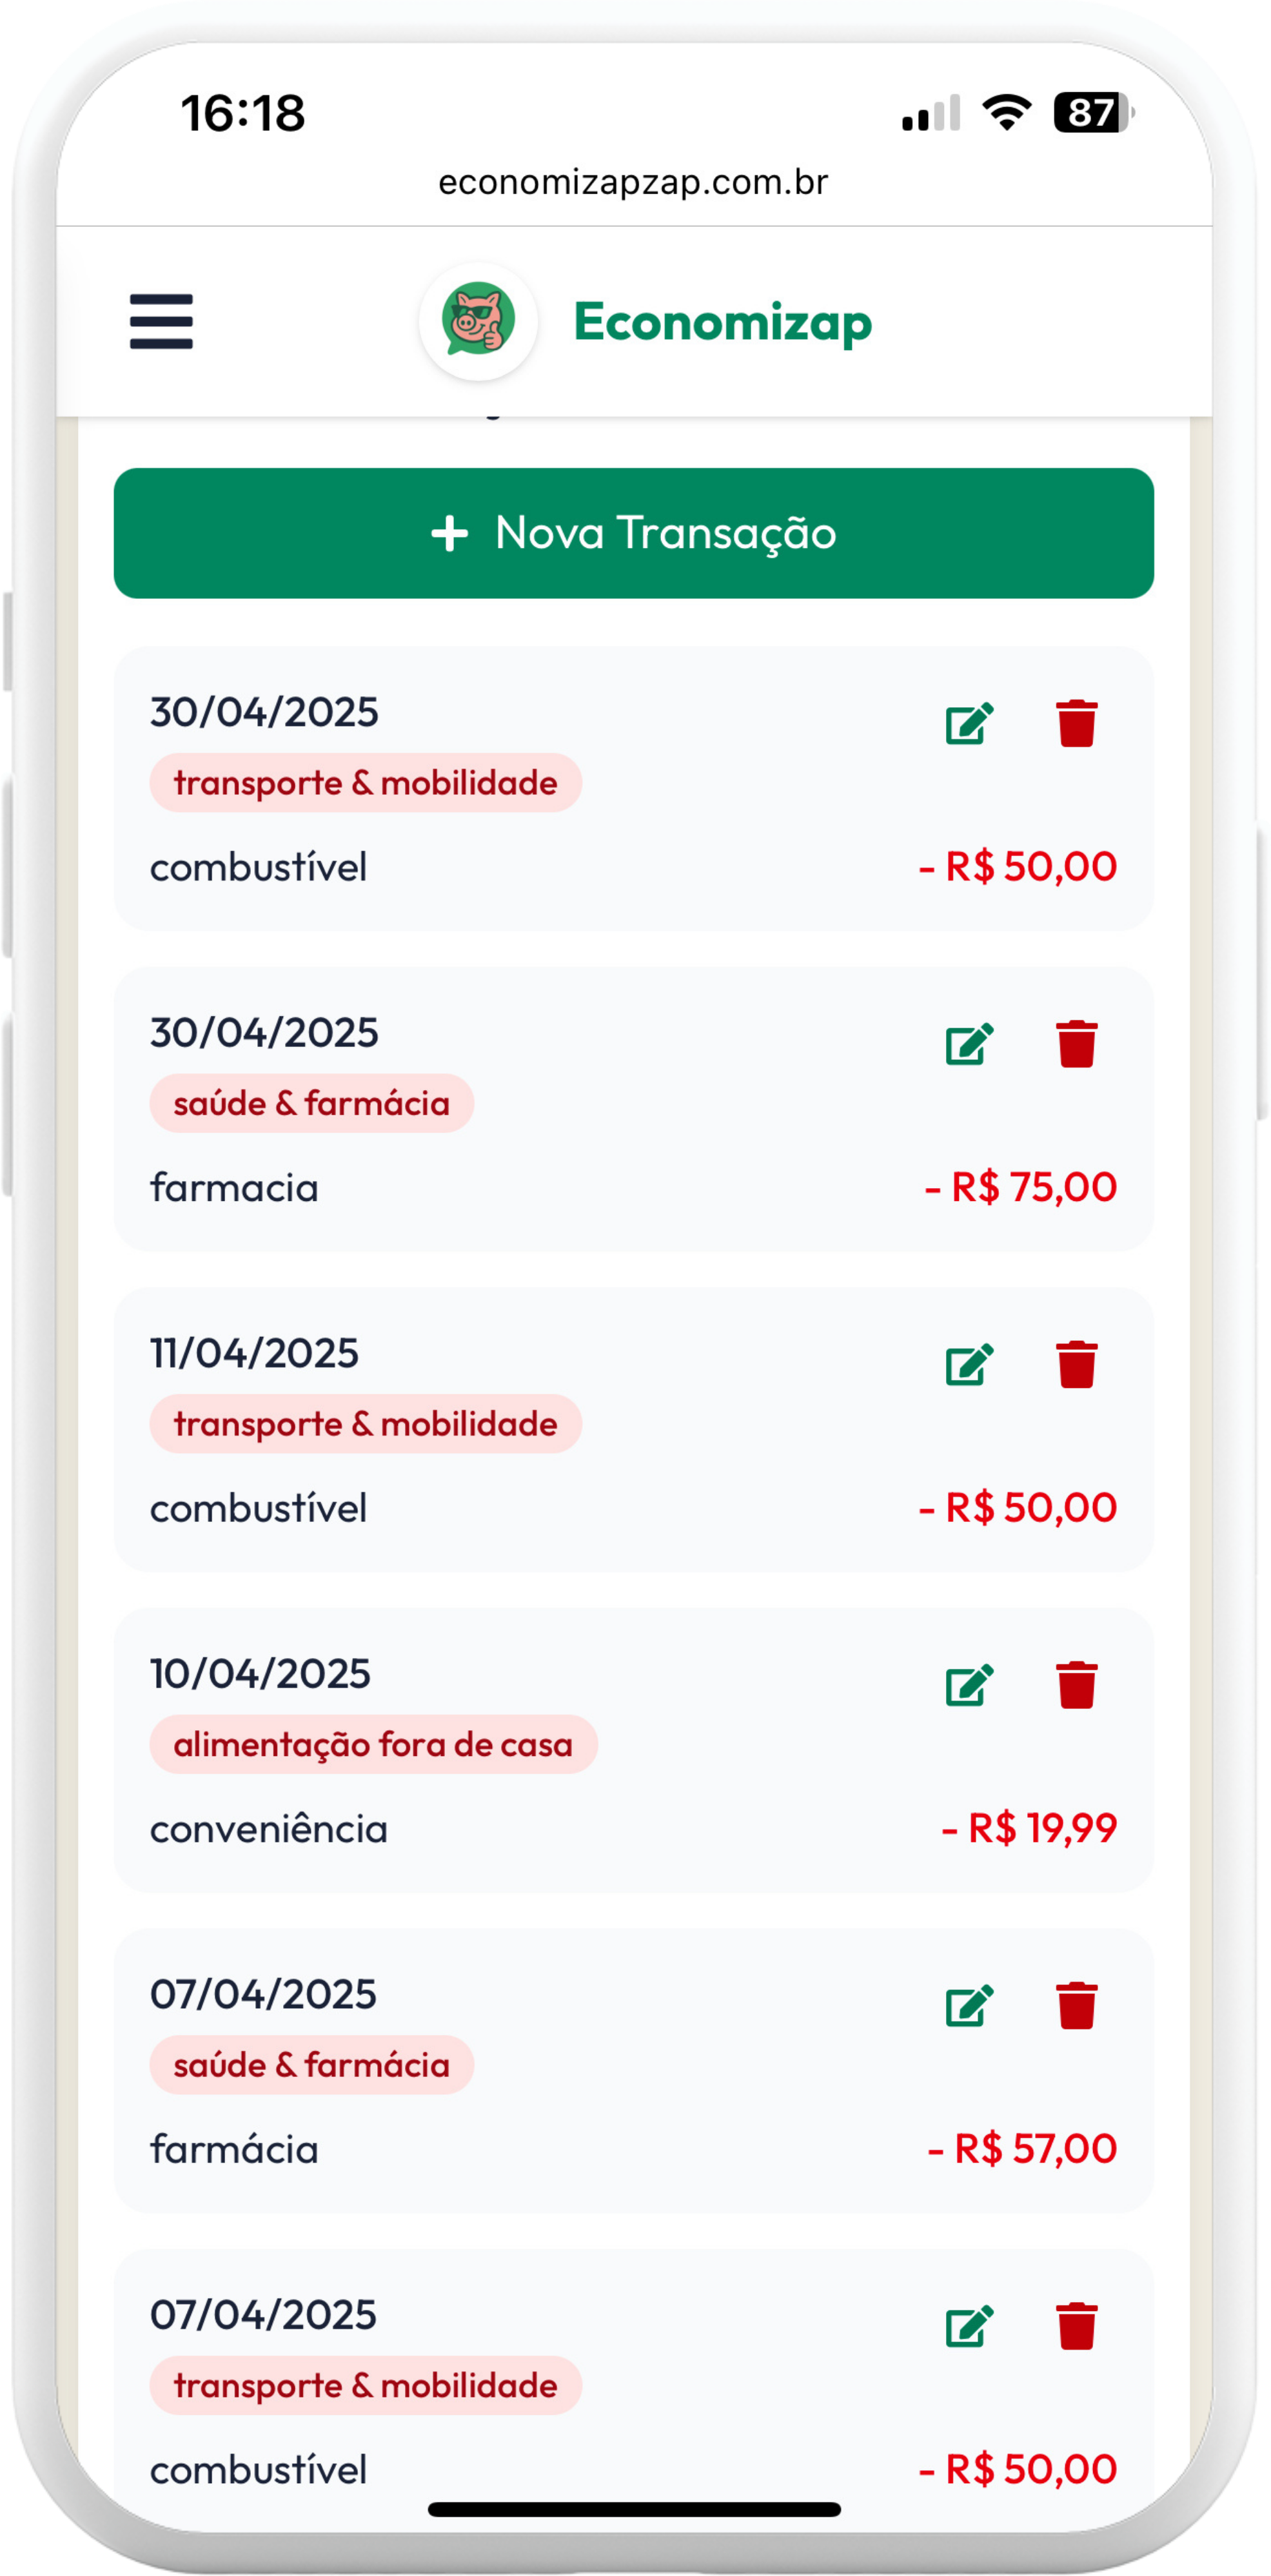 16:18
87
economizapzap.com.br
Economizap
+ Nova Transação
30/04/2025
transporte & mobilidade
combustível
- R$ 50,00
30/04/2025
saúde & farmácia
farmacia
- R$ 75,00
11/04/2025
transporte & mobilidade
combustível
- R$ 50,00
10/04/2025
alimentação fora de casa
conveniência
- R$ 19,99
07/04/2025
saúde & farmácia
farmácia
- R$ 57,00
07/04/2025
transporte & mobilidade
combustível
- R$ 50,00